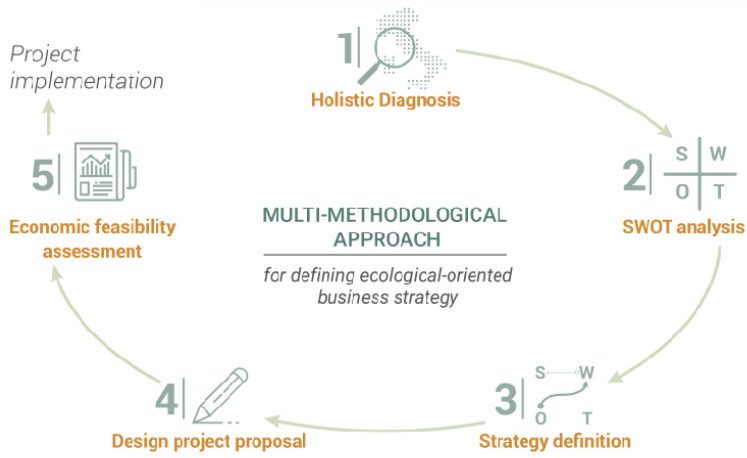 Project
implementation
1
Holistic Diagnosis
2
S W
O T
SWOT analysis
3
S W
O T
Strategy definition
4
Design project proposal
5
Economic feasibility
assessment
MULTI-METHODOLOGICAL
APPROACH
for defining ecological-oriented
business strategy